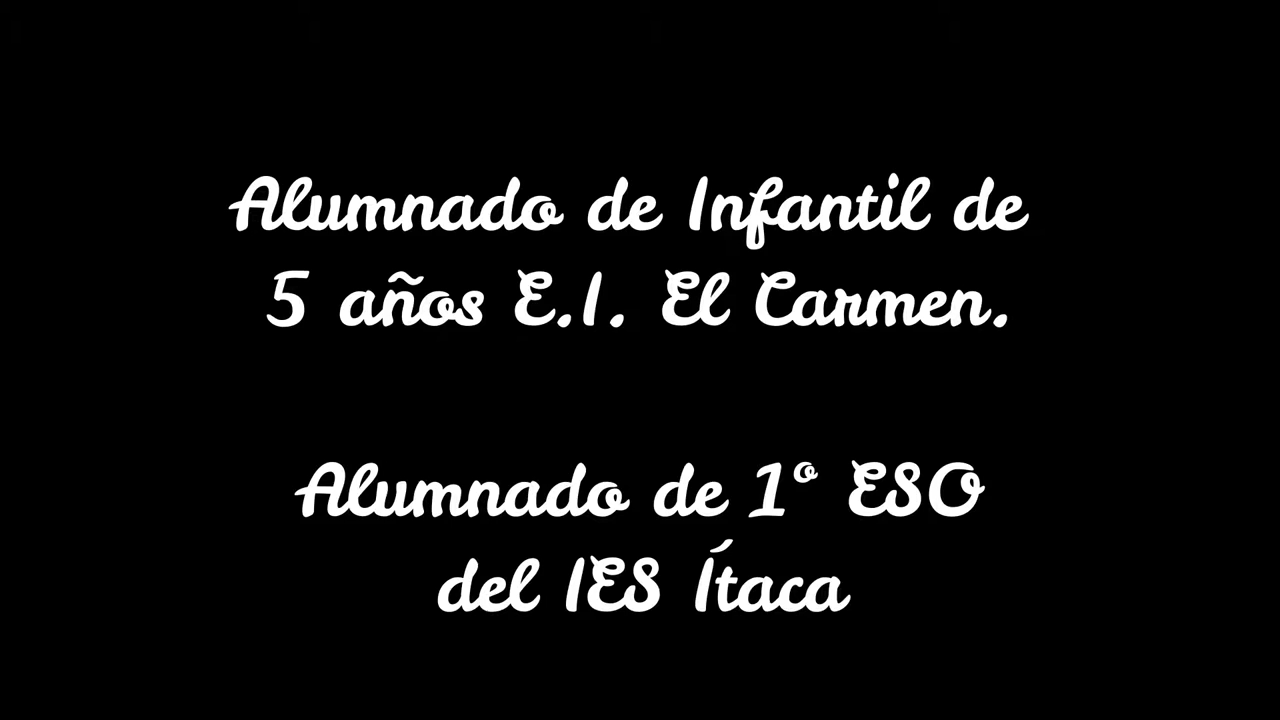 Alumnado de Infantil de
5 años E.I. El Carmen.
Alumnado de 1º ESO
del IES Ítaca